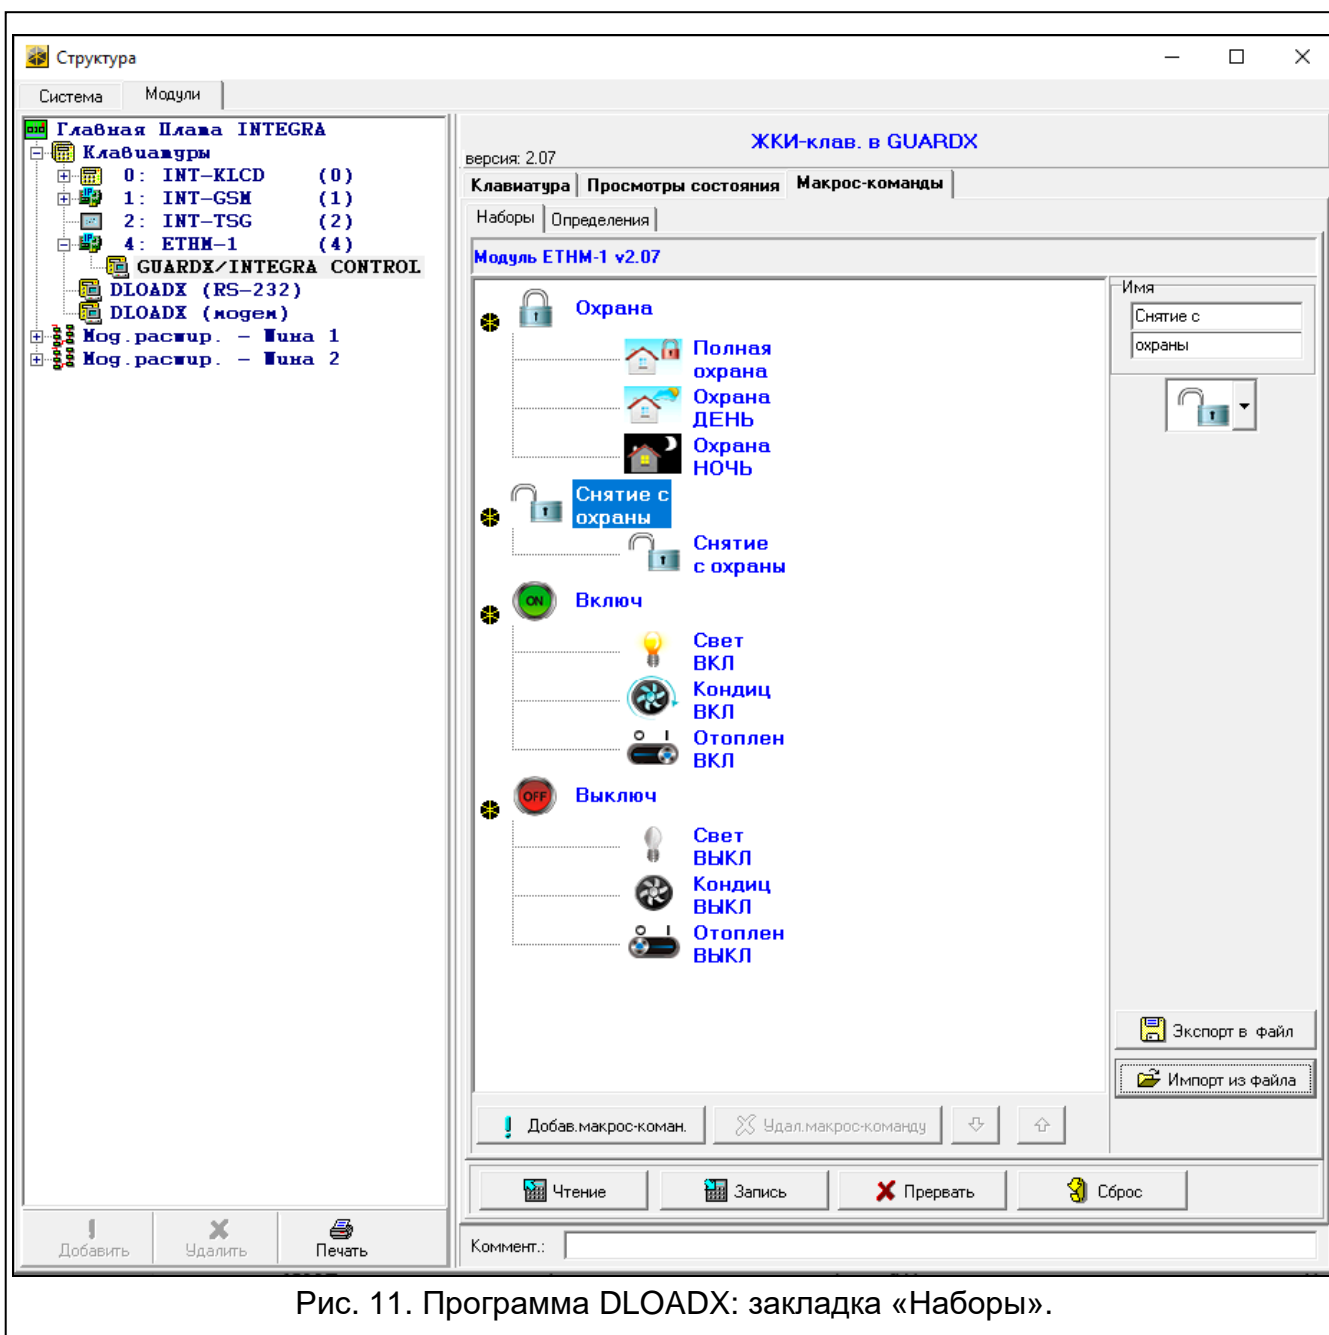 Структура
Система
Модули
Главная Плата INTEGRA
Клавиатуры
0: INT-KLCD (0)
1: INT-GSM (1)
2: INT-TSG (2)
4: ETHM-1 (4)
GUARDX/INTEGRA CONTROL
DLOADX (RS-232)
DLOADX (модем)
Мод.расшир. - Шина 1
Мод.расшир. - Шина 2
Добавить
Удалить
Печать
ЖКИ-клав. в GUARDX
версия: 2.07
Клавиатура
Просмотры состояния
Макрос-команды
Наборы
Определения
Модуль ETHM-1 v2.07
Охрана
Полная
охрана
Охрана
ДЕНЬ
Охрана
НОЧЬ
Снятие с
охраны
Снятие
с охраны
ON
Включ
Свет
ВКЛ
Кондиц
ВКЛ
O I
Отоплен
ВКЛ
OFF
Выключ
Свет
ВЫКЛ
Кондиц
ВЫКЛ
O I
Отоплен
ВЫКЛ
Имя
Снятие с
охраны
Экспорт в файл
Импорт из файла
Добав.макрос-коман.
Удал.макрос-команду
Чтение
Запись
Прервать
Сброс
Коммент.:
Рис. 11. Программа DLOADX: закладка «Наборы».